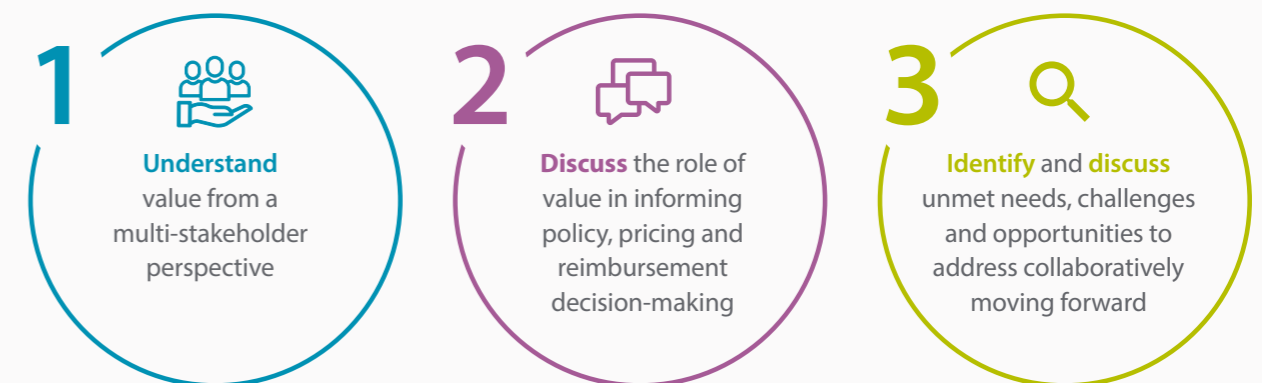 1
Understand
value from a
multi-stakeholder
perspective
2
Discuss the role of
value in informing
policy, pricing and
reimbursement
decision-making
3
Identify and discuss
unmet needs, challenges
and opportunities to
address collaboratively
moving forward